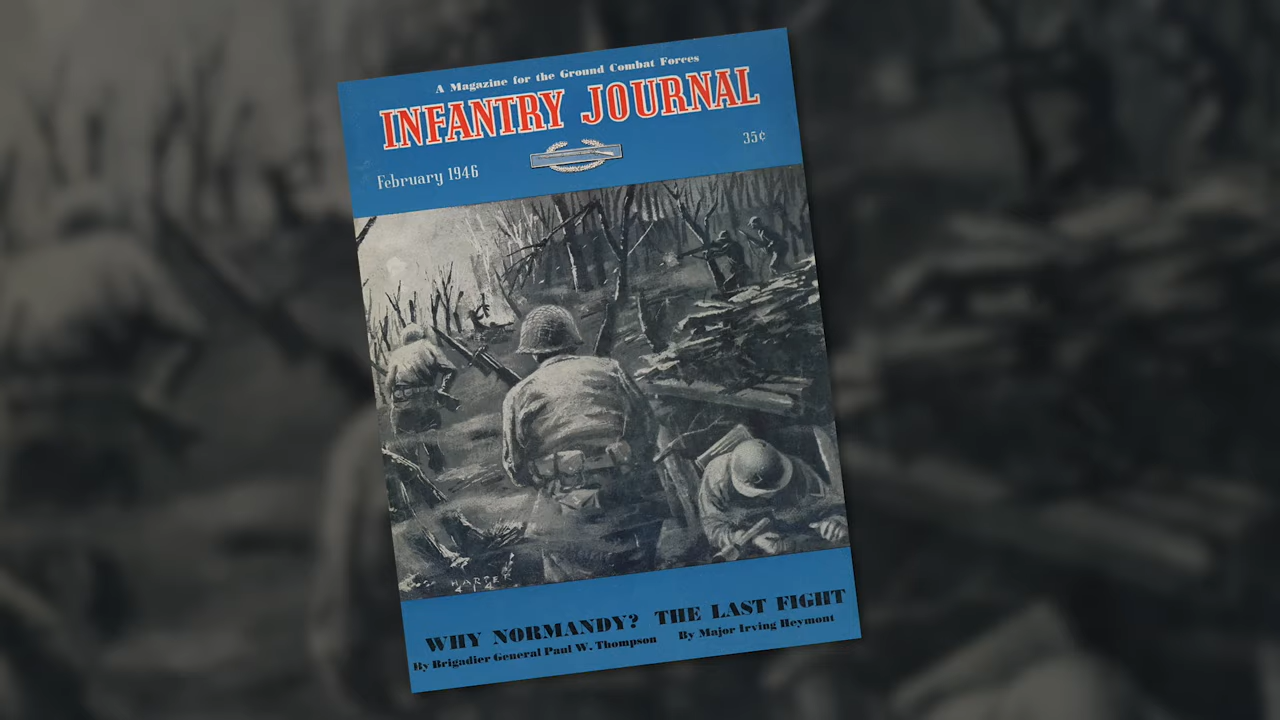 A Magazine for the Ground Combat Forces
INFANTRY JOURNAL
February 1946
35¢
HARPER
WHY NORMANDY?
By Brigadier General Paul W. Thompson
THE LAST FIGHT
By Major Irving Heymont